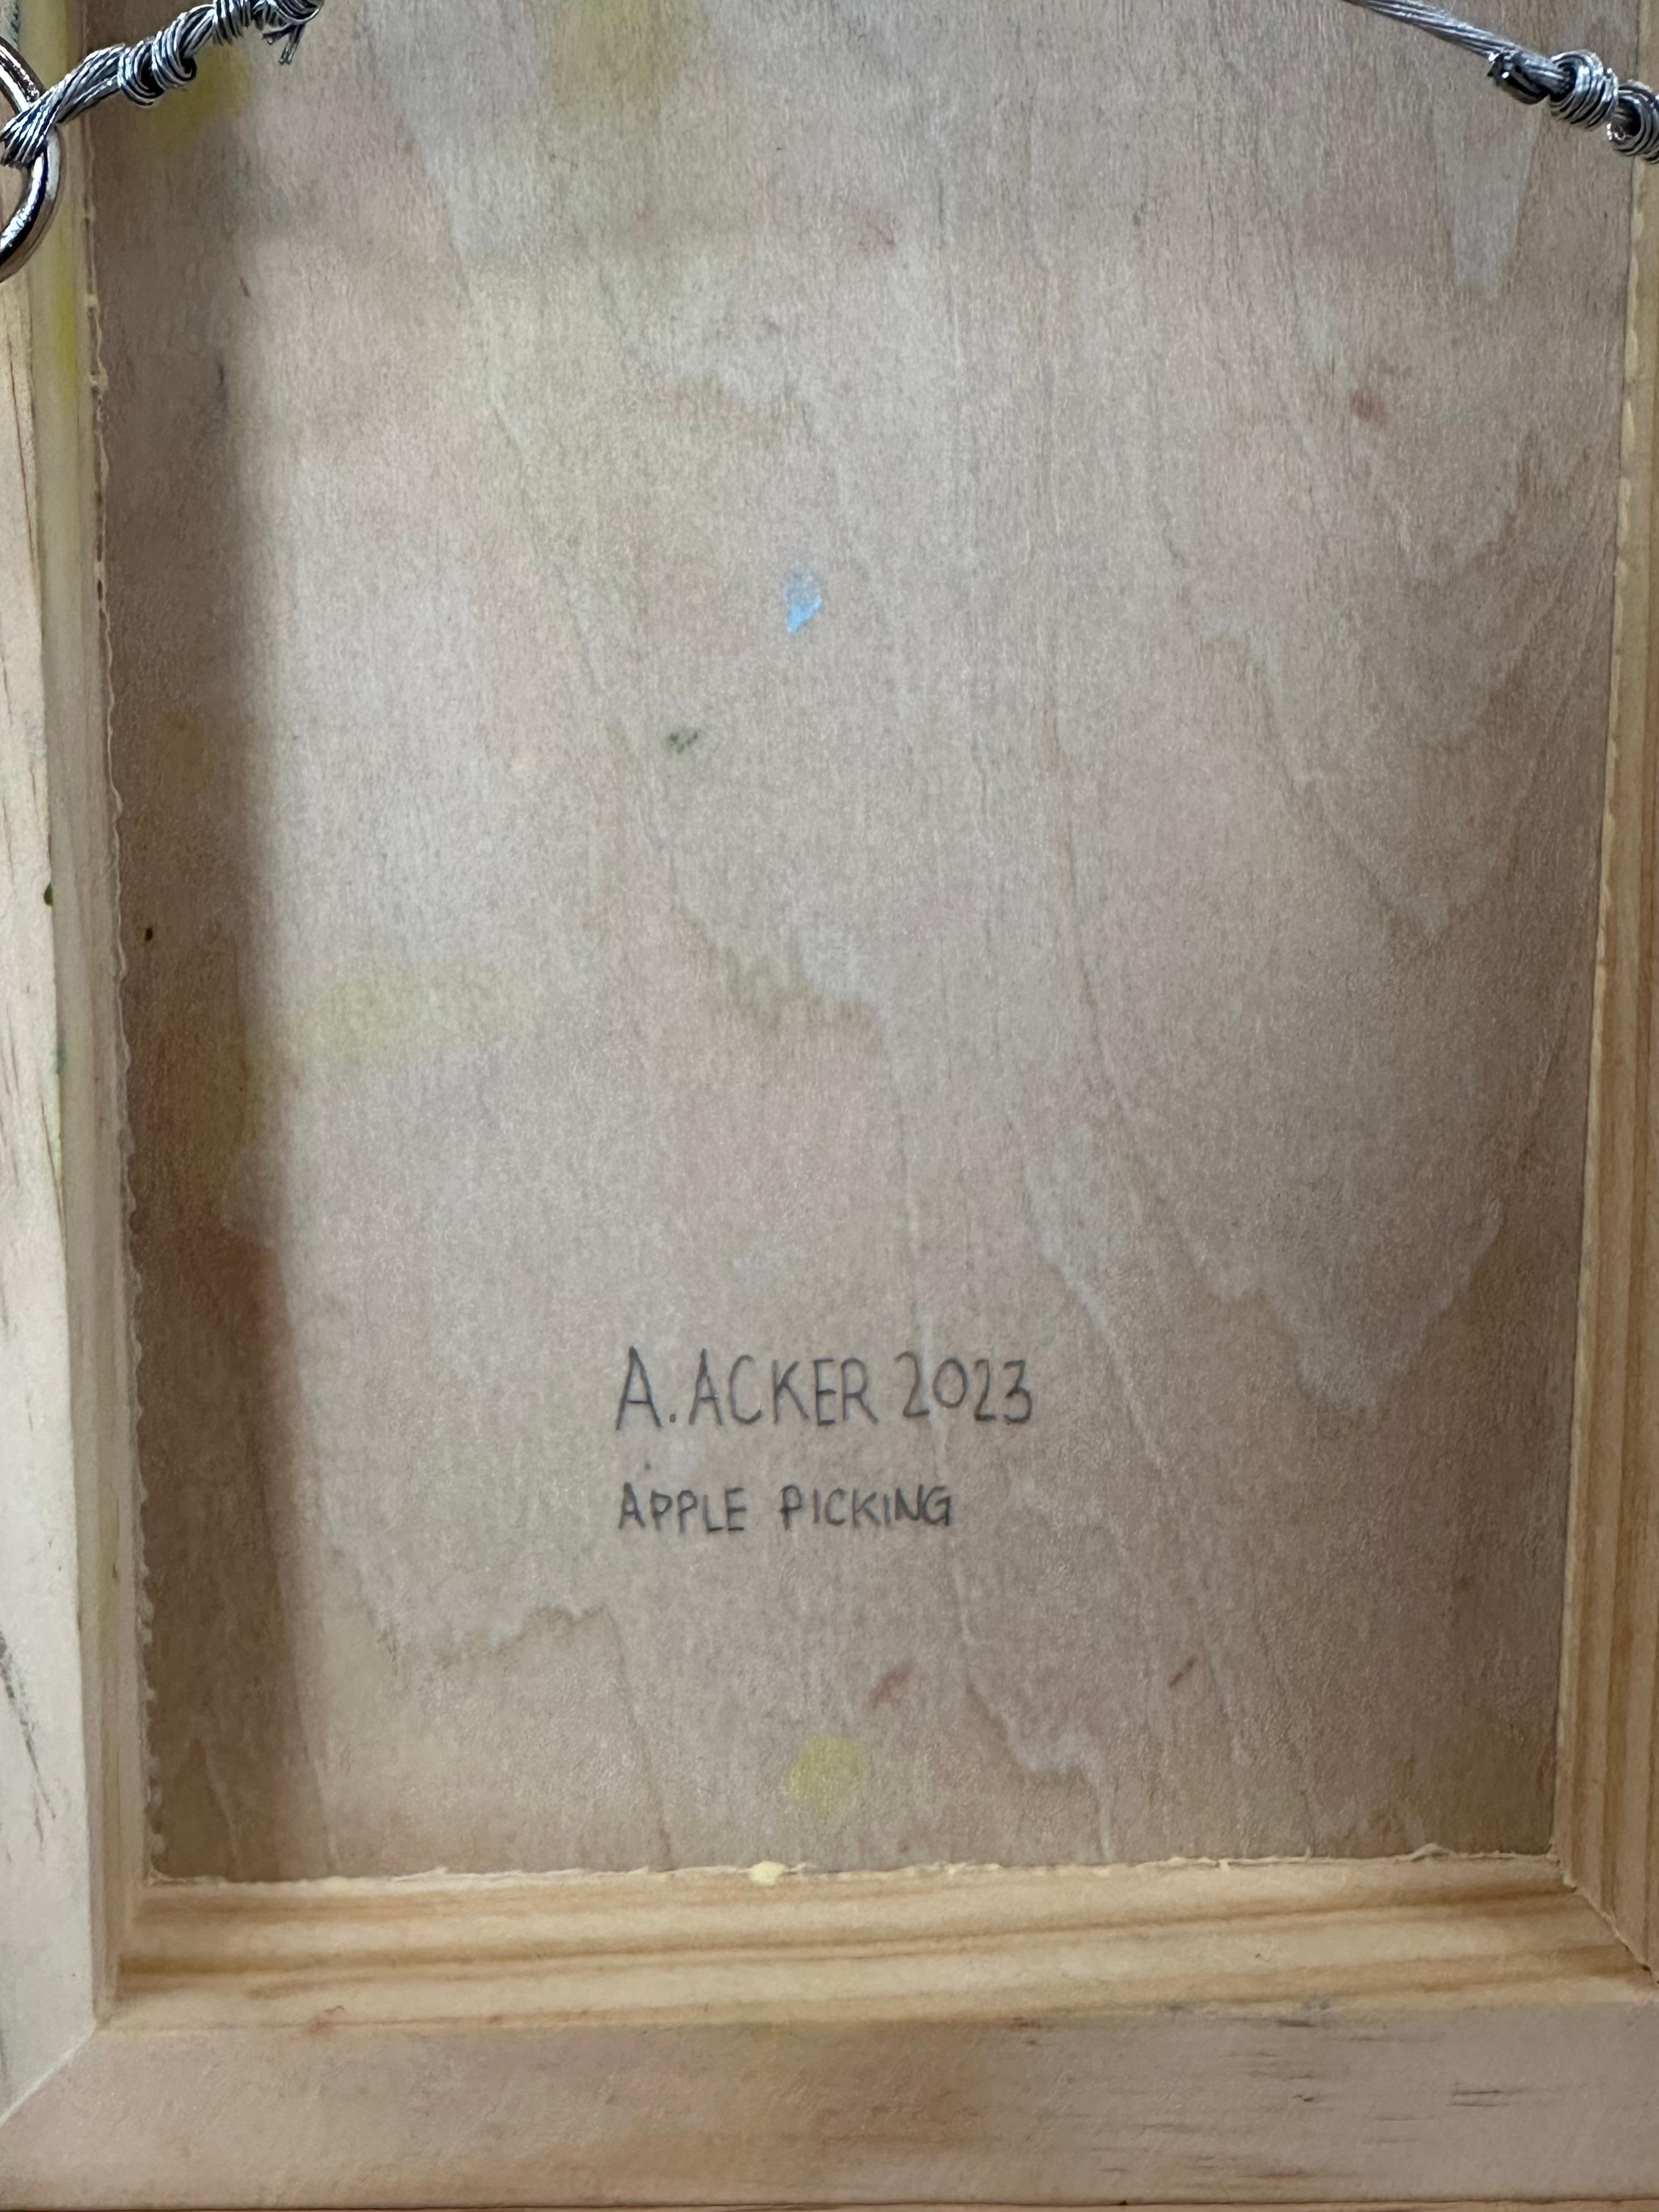 A. ACKER 2023
APPLE PICKING